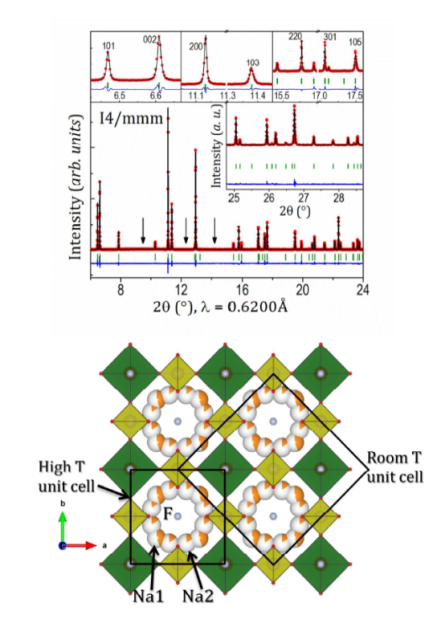 101
002
200
103
220
301
105
6.5
6.6
11.1
11.3
11.4
15.5
17.0
17.5
I4/mmm
Intensity (a. u.)
25
26
27
28
2θ (°)
Intensity (arb. units)
8
12
16
20
24
2θ (°), λ = 0.6200Å
High T
unit cell
Room T
unit cell
F
b
a
Na1
Na2